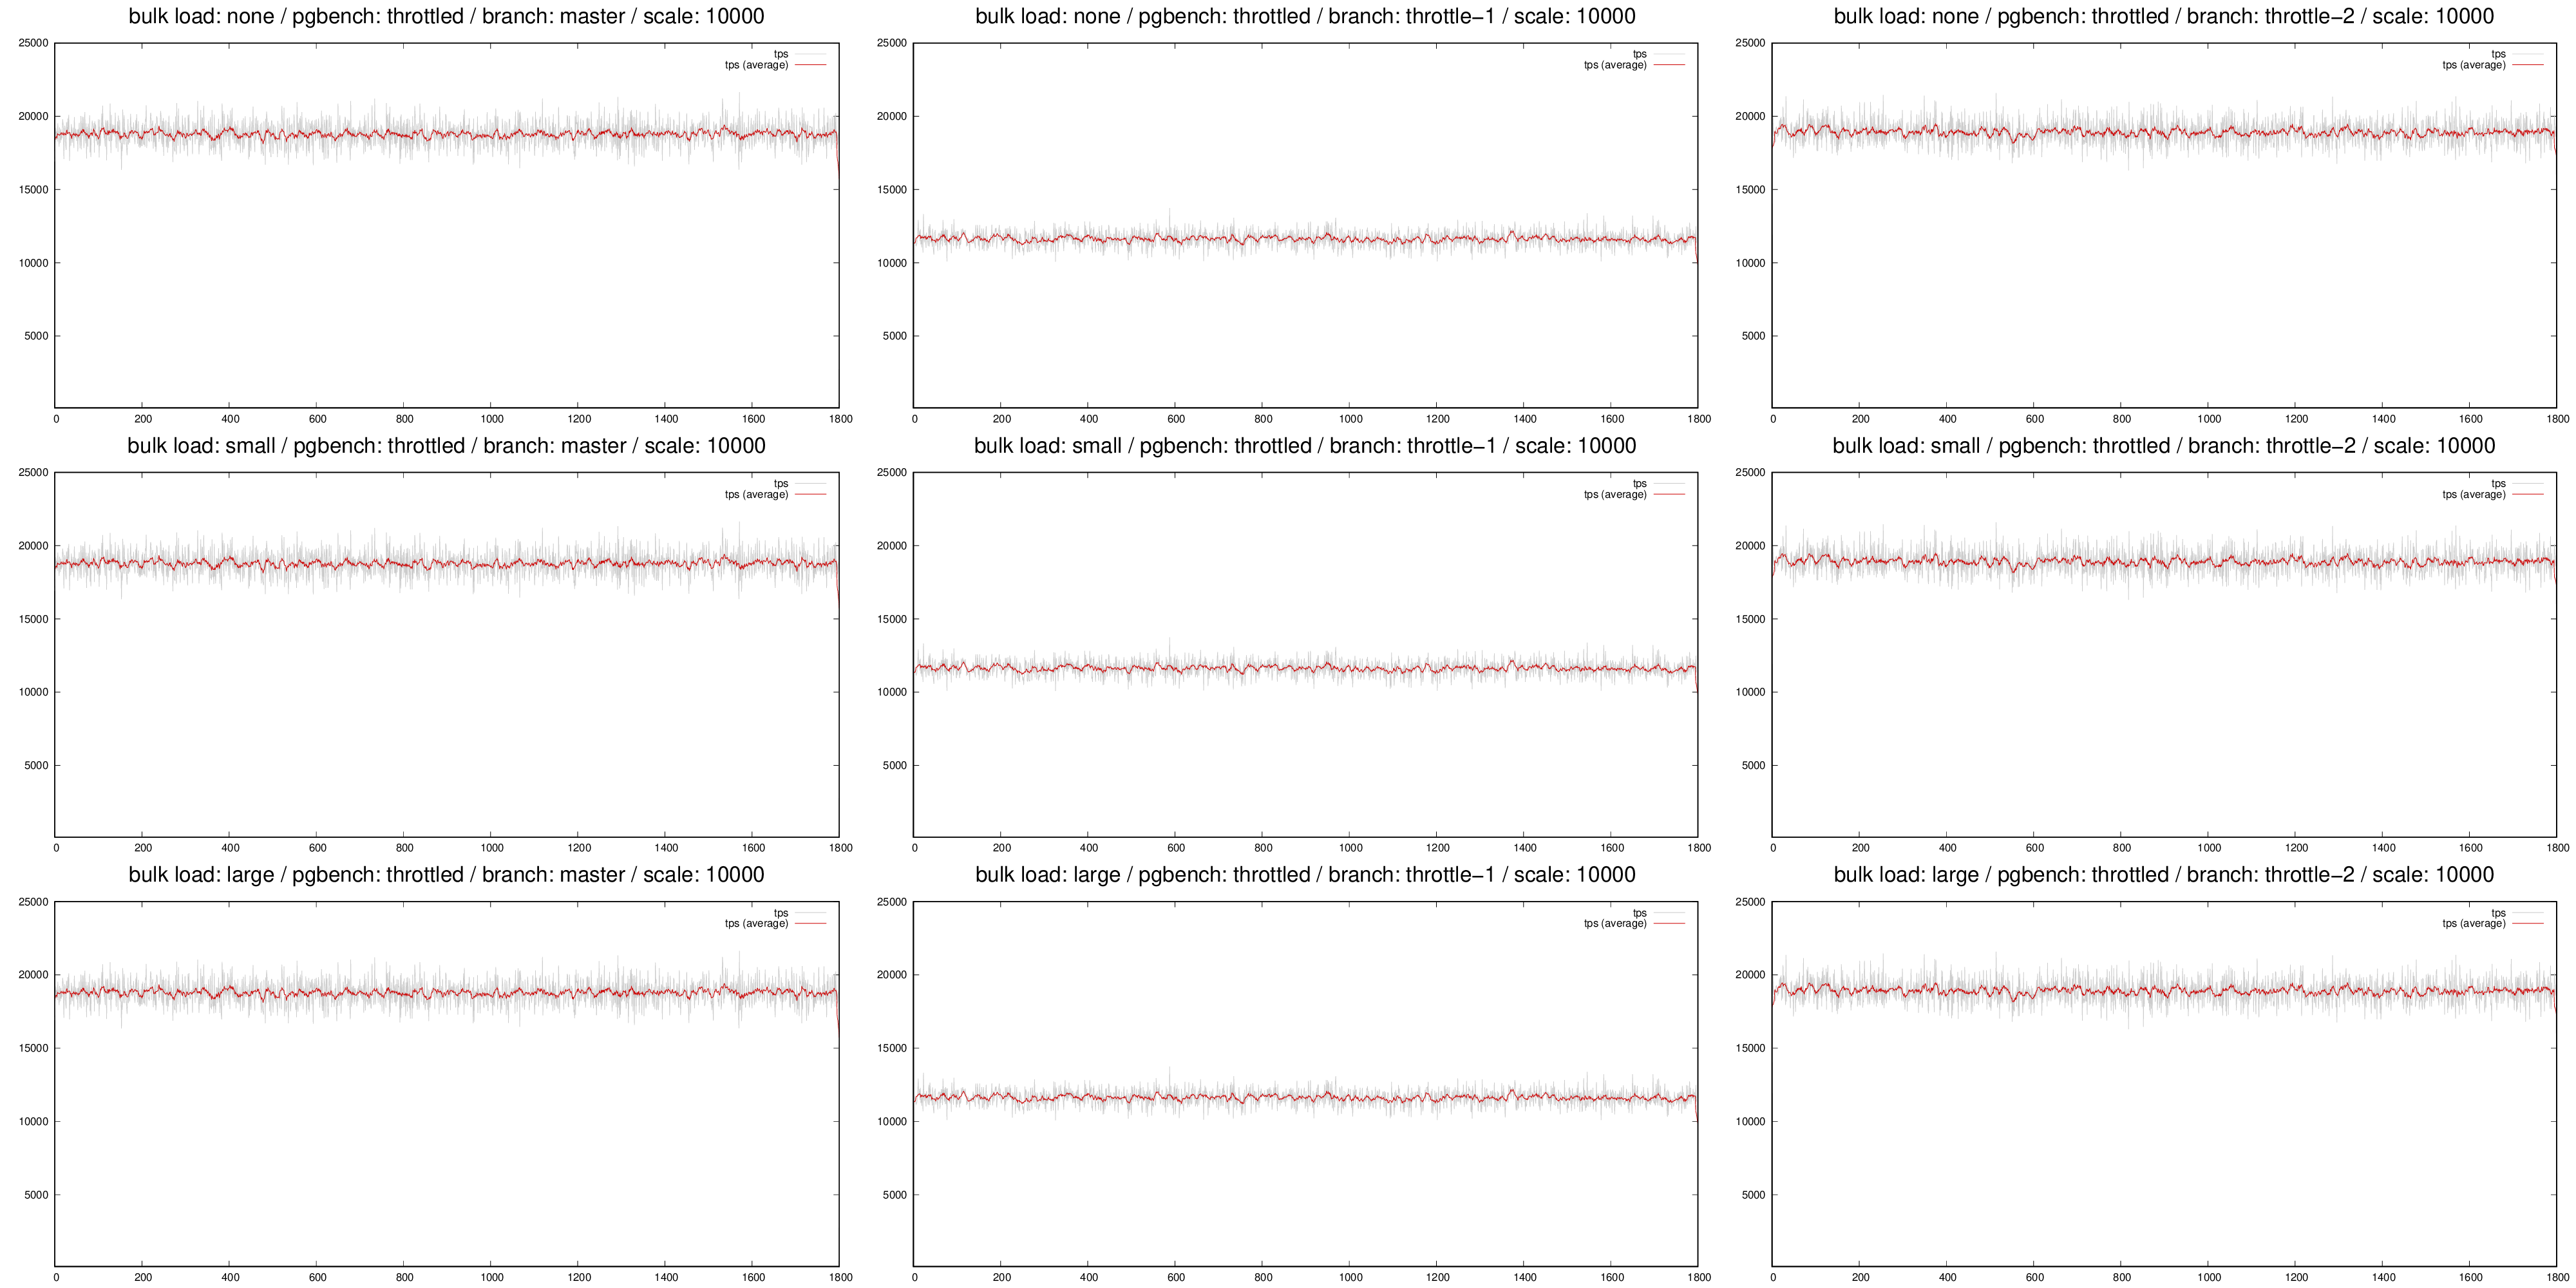 bulk load: none / pgbench: throttled / branch: master / scale: 10000
25000
20000
15000
10000
5000
tps
tps (average)
0 200 400 600 800 1000 1200 1400 1600 1800
bulk load: none / pgbench: throttled / branch: throttle−1 / scale: 10000
25000
20000
15000
10000
5000
tps
tps (average)
0 200 400 600 800 1000 1200 1400 1600 1800
bulk load: none / pgbench: throttled / branch: throttle−2 / scale: 10000
25000
20000
15000
10000
5000
tps
tps (average)
0 200 400 600 800 1000 1200 1400 1600 1800
bulk load: small / pgbench: throttled / branch: master / scale: 10000
25000
20000
15000
10000
5000
tps
tps (average)
0 200 400 600 800 1000 1200 1400 1600 1800
bulk load: small / pgbench: throttled / branch: throttle−1 / scale: 10000
25000
20000
15000
10000
5000
tps
tps (average)
0 200 400 600 800 1000 1200 1400 1600 1800
bulk load: small / pgbench: throttled / branch: throttle−2 / scale: 10000
25000
20000
15000
10000
5000
tps
tps (average)
0 200 400 600 800 1000 1200 1400 1600 1800
bulk load: large / pgbench: throttled / branch: master / scale: 10000
25000
20000
15000
10000
5000
tps
tps (average)
0 200 400 600 800 1000 1200 1400 1600 1800
bulk load: large / pgbench: throttled / branch: throttle−1 / scale: 10000
25000
20000
15000
10000
5000
tps
tps (average)
0 200 400 600 800 1000 1200 1400 1600 1800
bulk load: large / pgbench: throttled / branch: throttle−2 / scale: 10000
25000
20000
15000
10000
5000
tps
tps (average)
0 200 400 600 800 1000 1200 1400 1600 1800